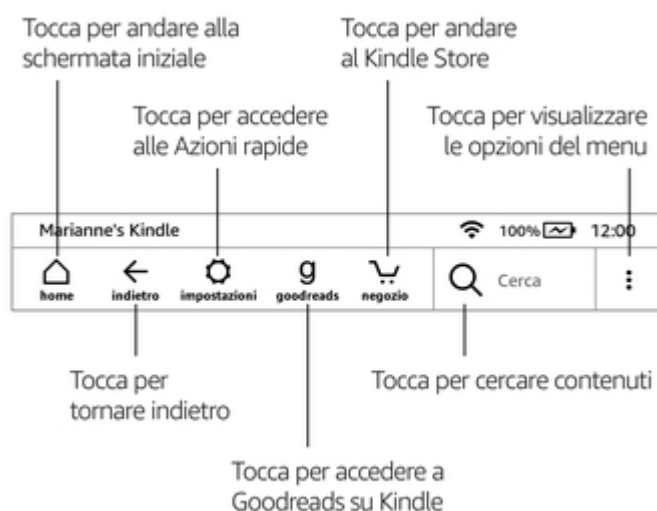 Tocca per andare alla
schermata iniziale
Tocca per andare
al Kindle Store
Tocca per accedere
alle Azioni rapide
Tocca per visualizzare
le opzioni del menu
Marianne's Kindle
100%
12:00
home
indietro
impostazioni
g
goodreads
negozio
Cerca
Tocca per
tornare indietro
Tocca per cercare contenuti
Tocca per accedere a
Goodreads su Kindle